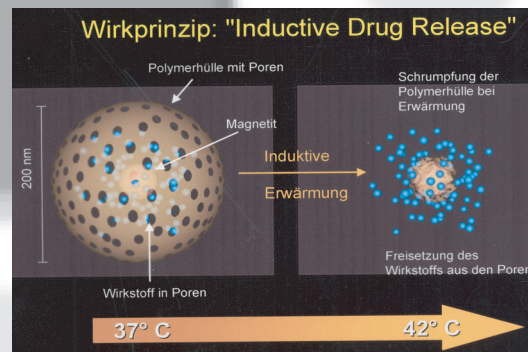 Wirkprinzip: "Inductive Drug Release"
Polymerhülle mit Poren
Magnetit
200 nm
Wirkstoff in Poren
Induktive
Erwärmung
Schrumpfung der
Polymerhülle bei
Erwärmung
Freisetzung des
Wirkstoffs aus den Poren
37° C
42° C